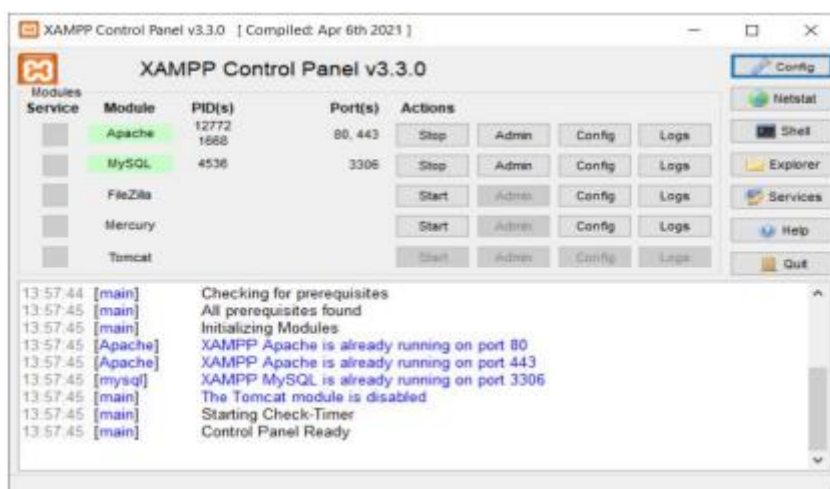 XAMPP Control Panel v3.3.0 [ Compiled: Apr 6th 2021 ]
XAMPP Control Panel v3.3.0
Config
Modules
Service Module PID(s) Port(s) Actions
Netstat
Apache 12772 1668 80, 443 Stop Admin Config Logs
Shell
MySQL 4536 3306 Stop Admin Config Logs
Explorer
FileZilla Start Admin Config Logs
Services
Mercury Start Admin Config Logs
Help
Tomcat Start Admin Config Logs
Quit
13:57:44 [main] Checking for prerequisites
13:57:45 [main] All prerequisites found
13:57:45 [main] Initializing Modules
13:57:45 [Apache] XAMPP Apache is already running on port 80
13:57:45 [Apache] XAMPP Apache is already running on port 443
13:57:45 [mysql] XAMPP MySQL is already running on port 3306
13:57:45 [main] The Tomcat module is disabled
13:57:45 [main] Starting Check-Timer
13:57:45 [main] Control Panel Ready